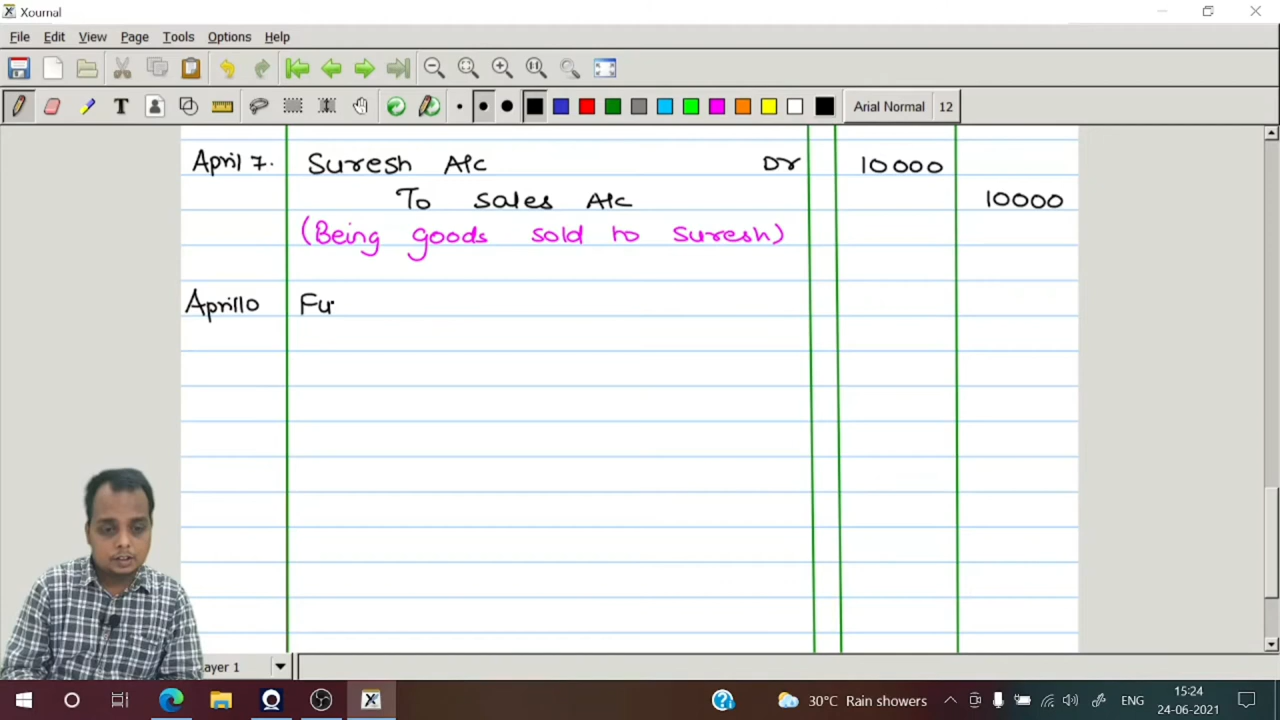 Xournal
File Edit View Page Tools Options Help
T Arial Normal 12
April 7. Suresh A/c Dr 10000
To Sales A/c 10000
(Being goods sold to Suresh)
April10 Fu
ayer 1
30°C Rain showers ENG 15:24
24-06-2021